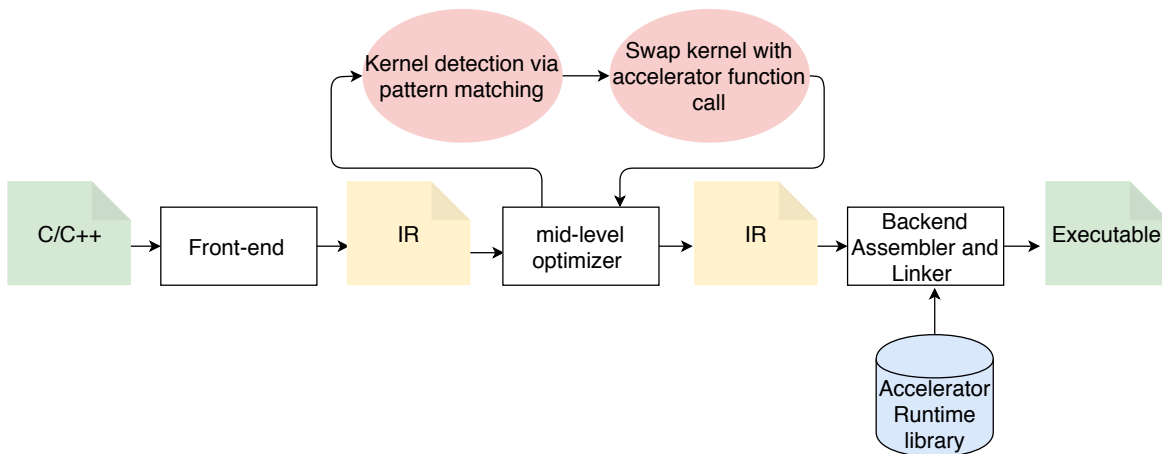 Kernel detection via
pattern matching
Swap kernel with
accelerator function
call
C/C++
Front-end
IR
mid-level
optimizer
IR
Backend
Assembler and
Linker
Executable
Accelerator
Runtime
library